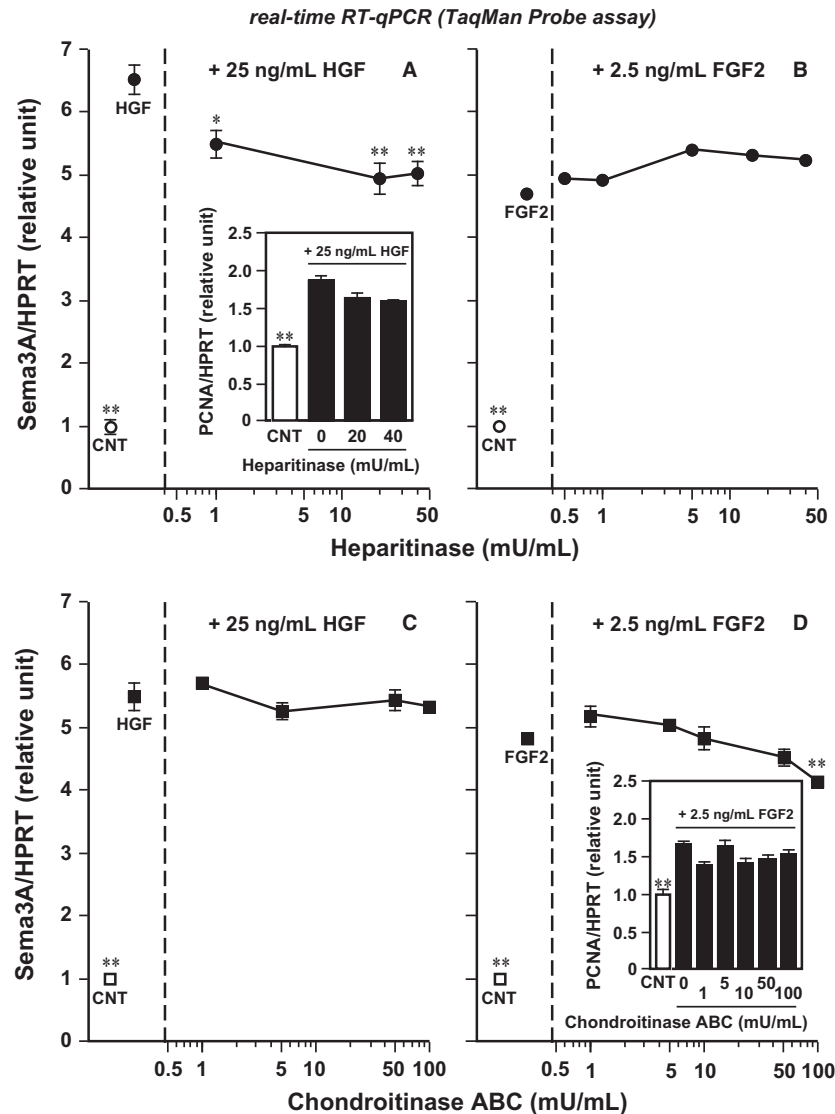 real-time RT-qPCR (TaqMan Probe assay)
Sema3A/HPRT (relative unit)
7
6
5
4
3
2
1
0
+ 25 ng/mL HGF A
HGF
*
**
**
**
CNT
PCNA/HPRT (relative unit)
2.5
2.0
1.5
1.0
0.5
0
+ 25 ng/mL HGF
**
CNT 0 20 40
Heparitinase (mU/mL)
0.5 1 5 10 50
+ 2.5 ng/mL FGF2 B
FGF2
**
CNT
0.5 1 5 10 50
Heparitinase (mU/mL)
Sema3A/HPRT (relative unit)
7
6
5
4
3
2
1
0
+ 25 ng/mL HGF C
HGF
**
CNT
0.5 1 5 10 50 100
+ 2.5 ng/mL FGF2 D
FGF2
**
**
CNT
PCNA/HPRT (relative unit)
2.5
2.0
1.5
1.0
0.5
0
+ 2.5 ng/mL FGF2
**
CNT 0 1 5 10 50 100
Chondroitinase ABC (mU/mL)
0.5 1 5 10 50 100
Chondroitinase ABC (mU/mL)